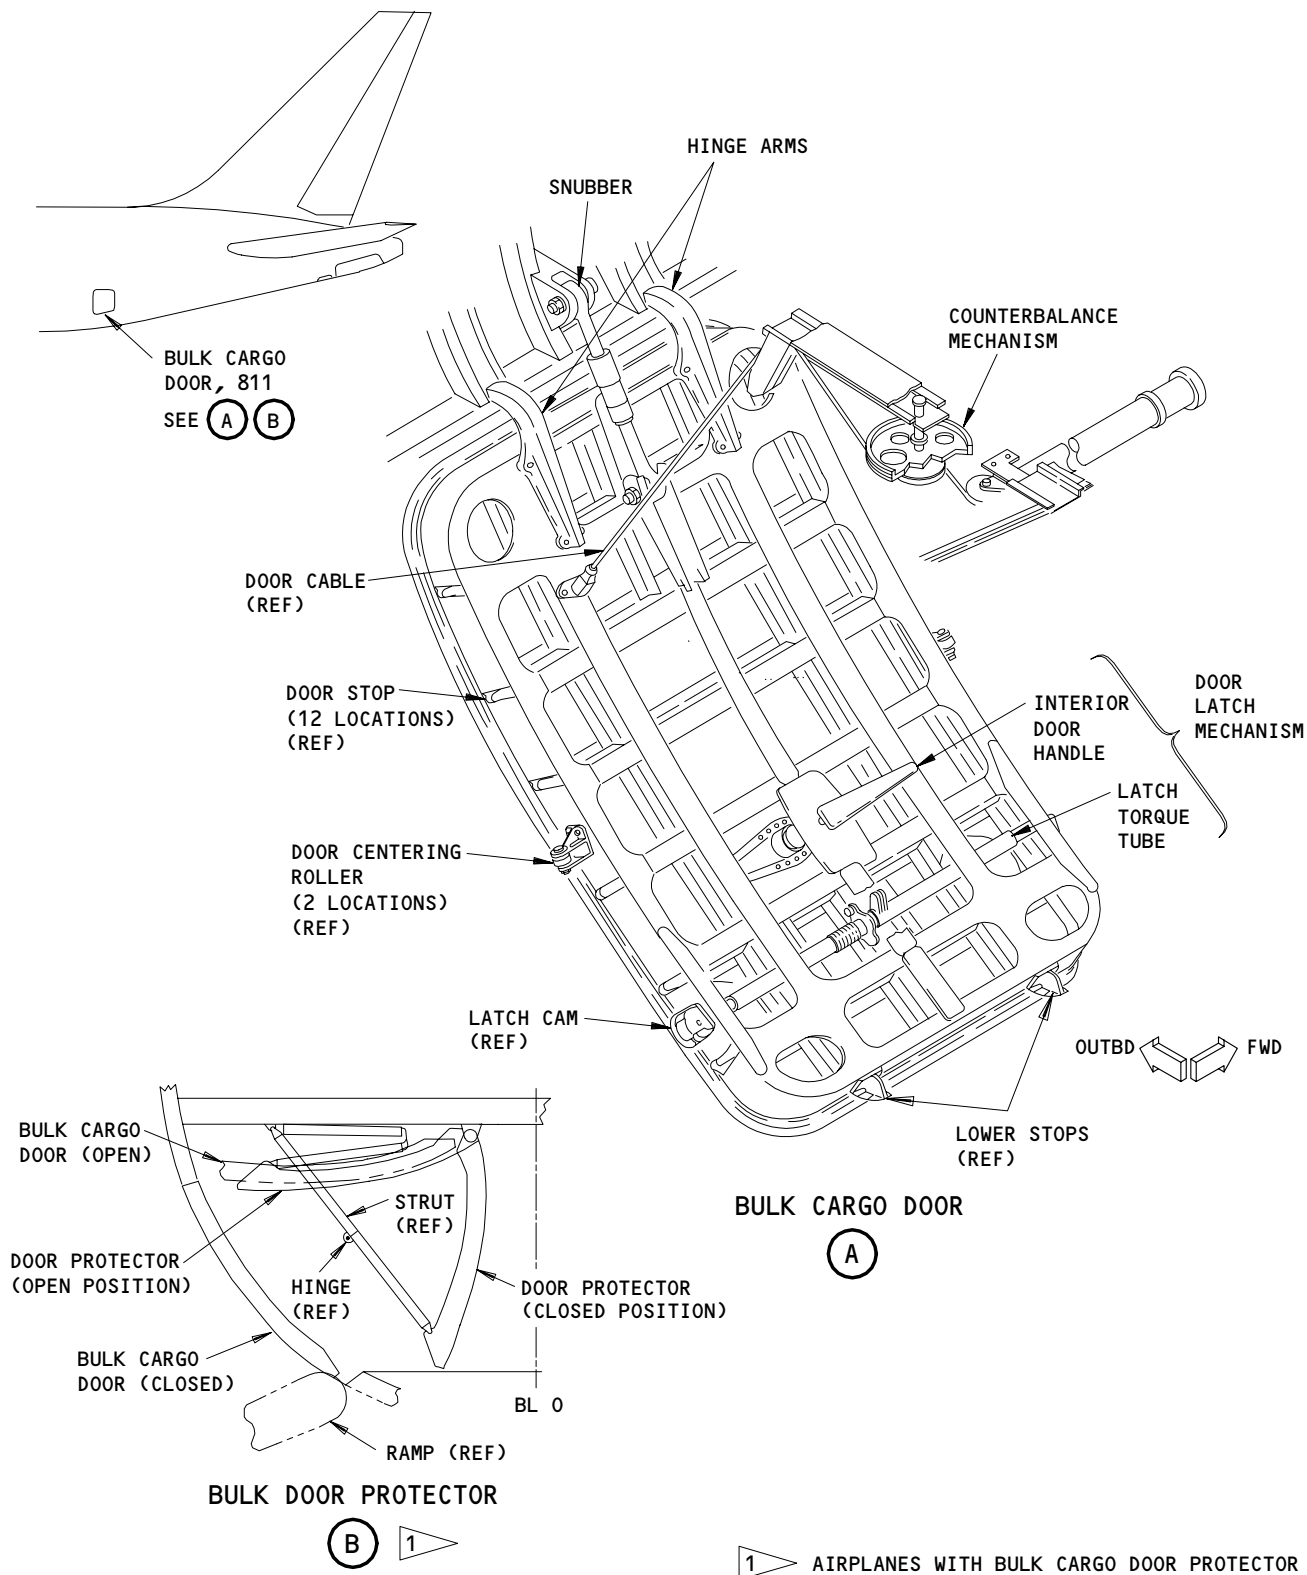 HINGE ARMS
SNUBBER
COUNTERBALANCE
MECHANISM
BULK CARGO
DOOR, 811
SEE A B
DOOR CABLE
(REF)
DOOR STOP
(12 LOCATIONS)
(REF)
INTERIOR
DOOR
HANDLE
DOOR
LATCH
MECHANISM
LATCH
TORQUE
TUBE
DOOR CENTERING
ROLLER
(2 LOCATIONS)
(REF)
LATCH CAM
(REF)
OUTBD
FWD
LOWER STOPS
(REF)
BULK CARGO DOOR
A
BULK CARGO
DOOR (OPEN)
STRUT
(REF)
DOOR PROTECTOR
(OPEN POSITION)
HINGE
(REF)
DOOR PROTECTOR
(CLOSED POSITION)
BULK CARGO
DOOR (CLOSED)
BL 0
RAMP (REF)
BULK DOOR PROTECTOR
B 1
1 AIRPLANES WITH BULK CARGO DOOR PROTECTOR